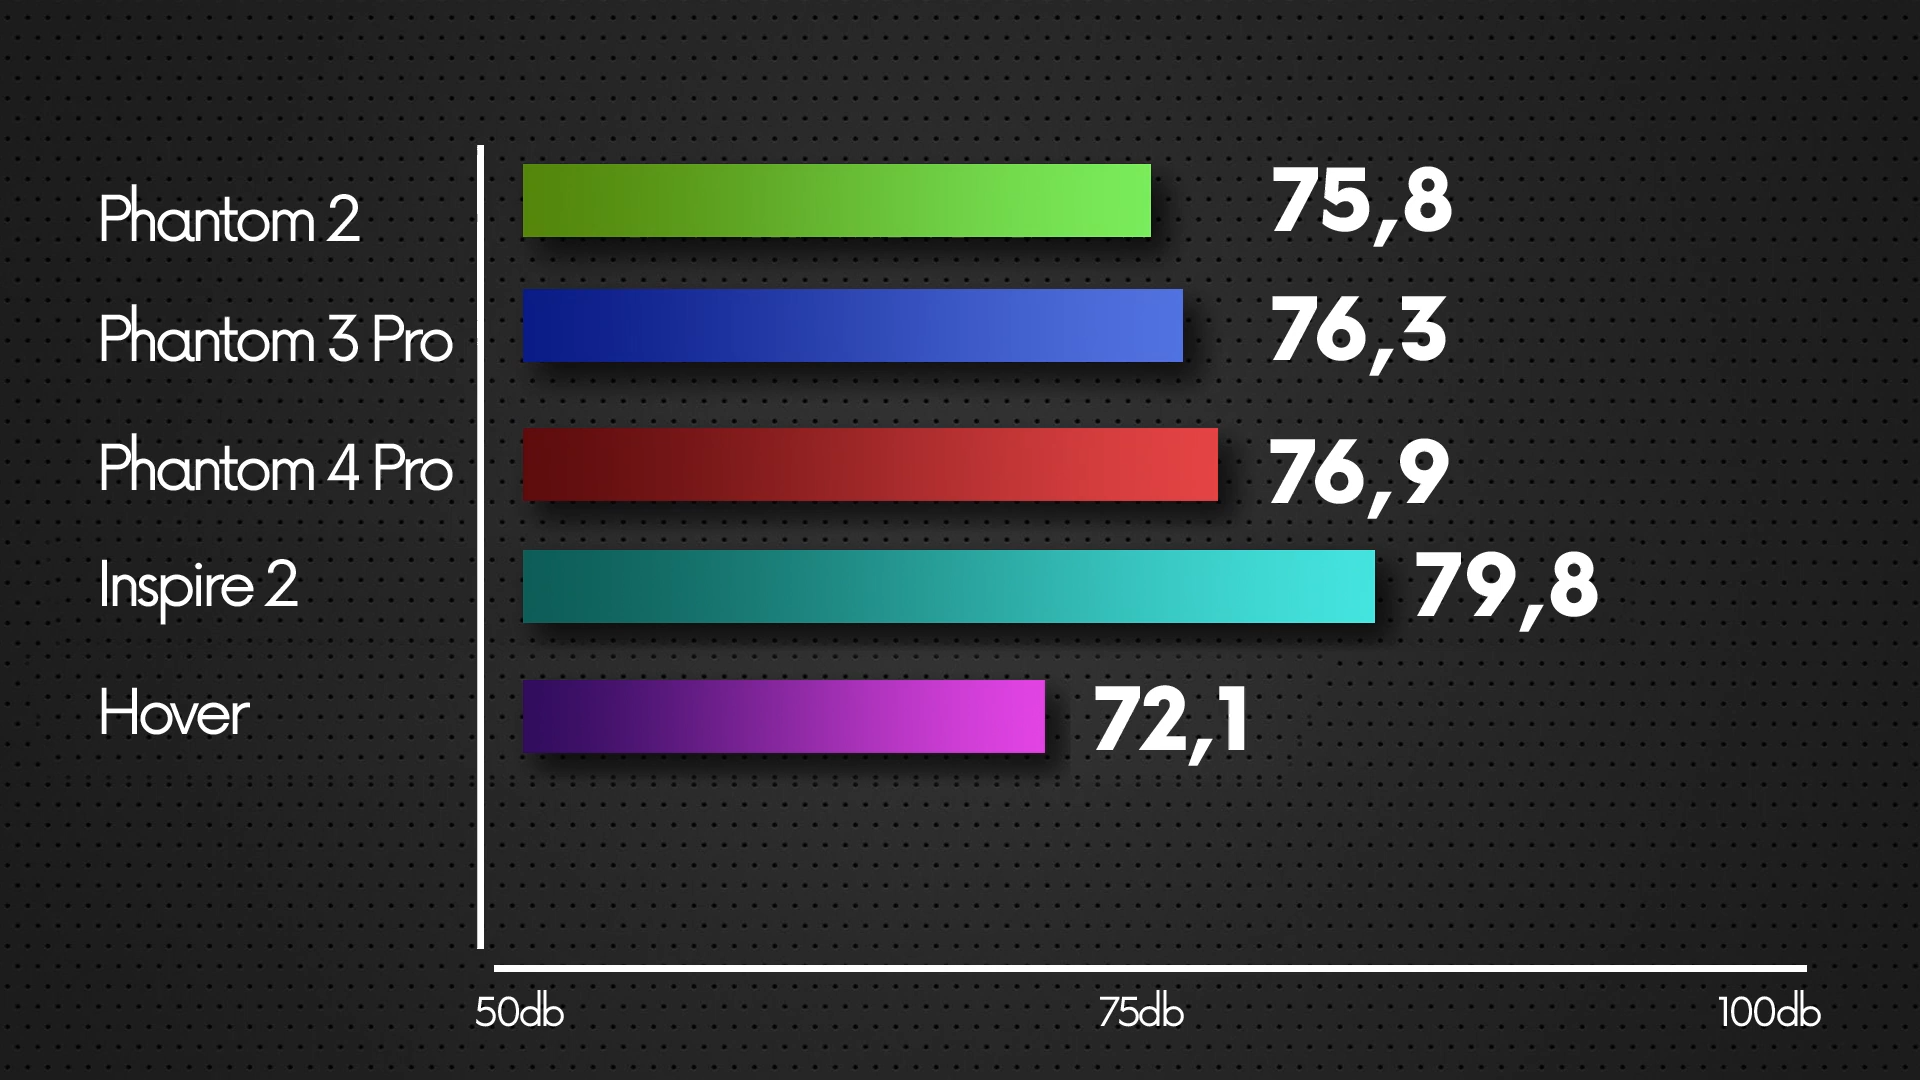 Phantom 2
75,8
Phantom 3 Pro
76,3
Phantom 4 Pro
76,9
Inspire 2
79,8
Hover
72,1
50db
75db
100db